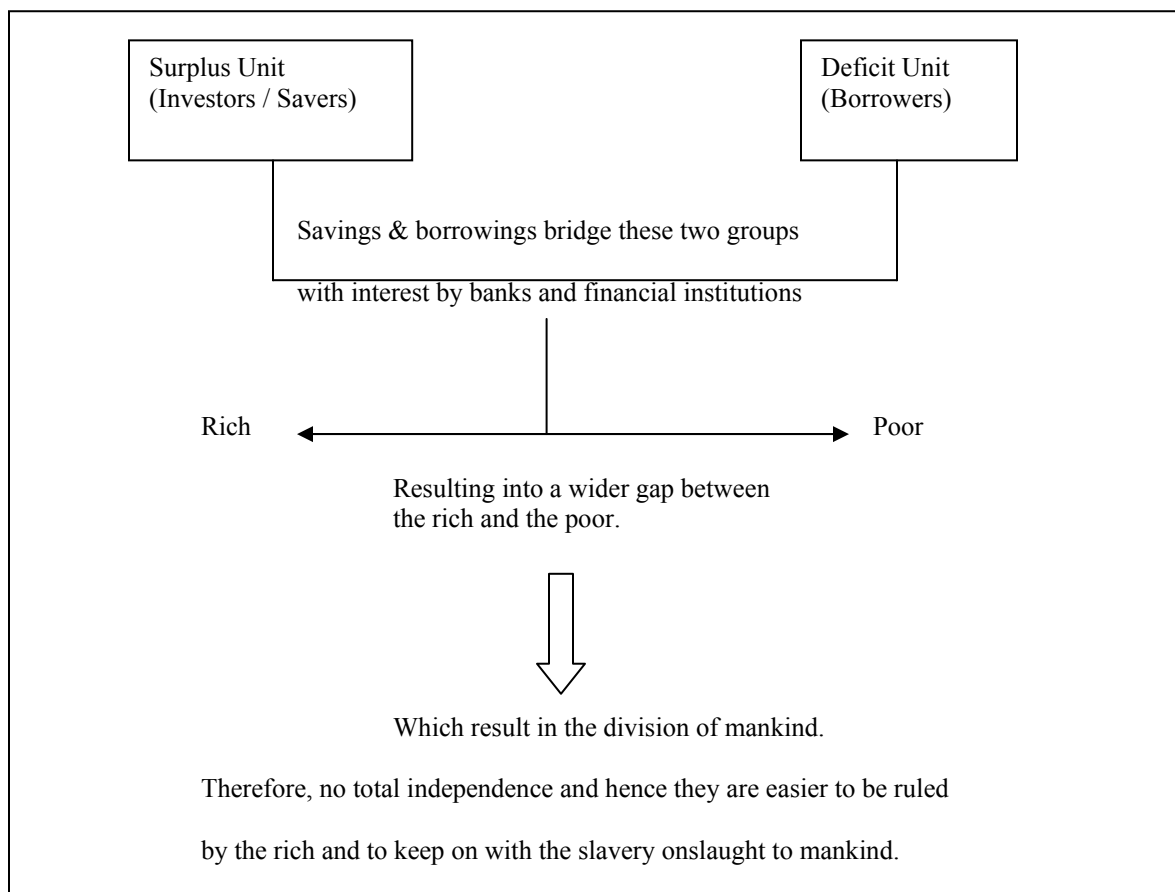 Surplus Unit
(Investors / Savers)
Deficit Unit
(Borrowers)
Savings & borrowings bridge these two groups
with interest by banks and financial institutions
Rich
Poor
Resulting into a wider gap between
the rich and the poor.
Which result in the division of mankind.
Therefore, no total independence and hence they are easier to be ruled
by the rich and to keep on with the slavery onslaught to mankind.